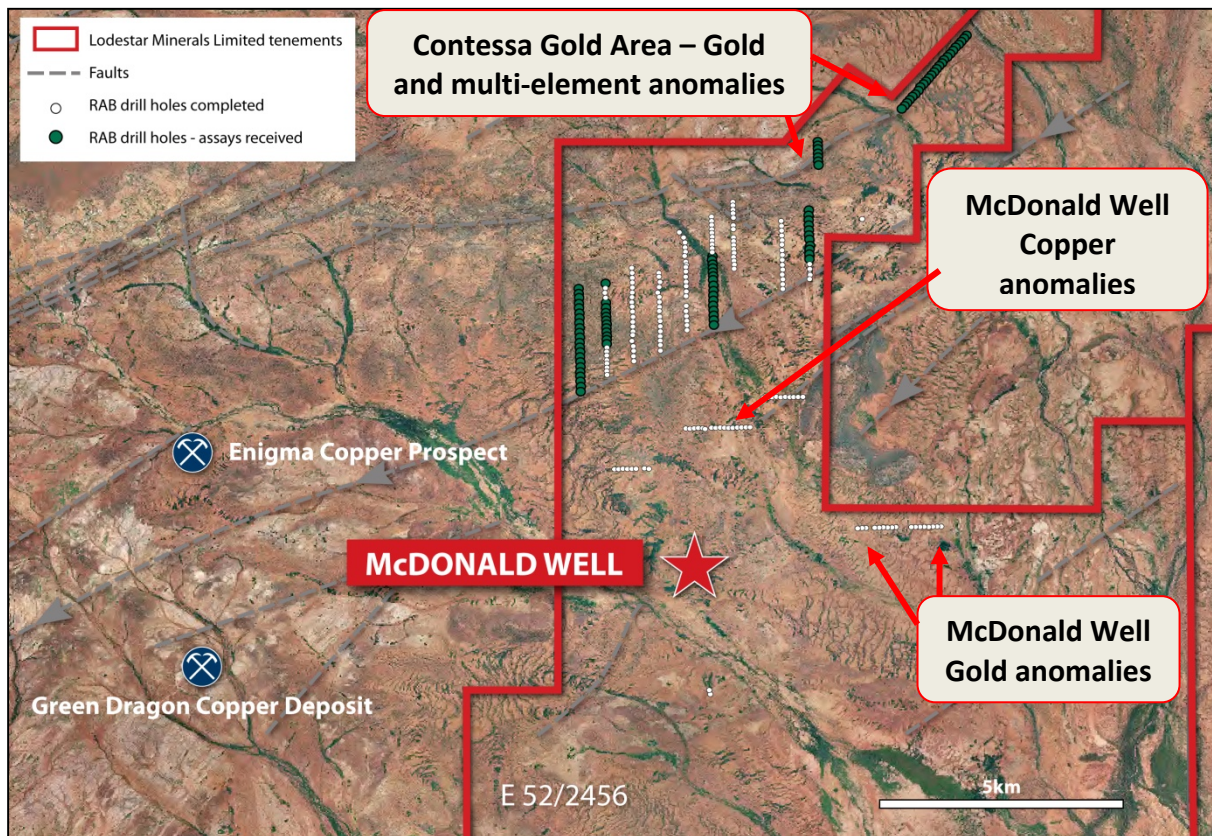 Lodestar Minerals Limited tenements
Faults
RAB drill holes completed
RAB drill holes - assays received
Contessa Gold Area – Gold
and multi-element anomalies
McDonald Well
Copper
anomalies
Enigma Copper Prospect
McDONALD WELL
McDonald Well
Gold anomalies
Green Dragon Copper Deposit
E 52/2456
5km